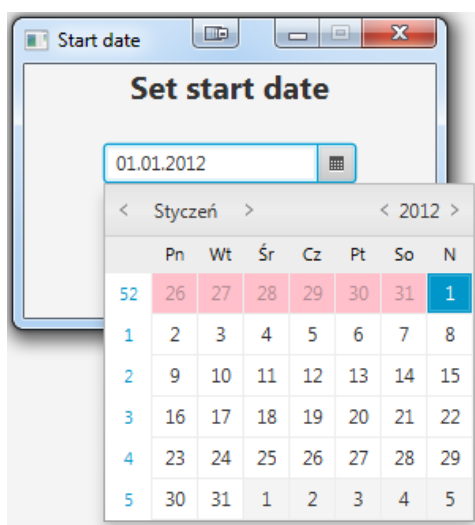 Start date
Set start date
01.01.2012
< Styczeń > < 2012 >
Pn Wt Śr Cz Pt So N
52 26 27 28 29 30 31 1
1 2 3 4 5 6 7 8
2 9 10 11 12 13 14 15
3 16 17 18 19 20 21 22
4 23 24 25 26 27 28 29
5 30 31 1 2 3 4 5